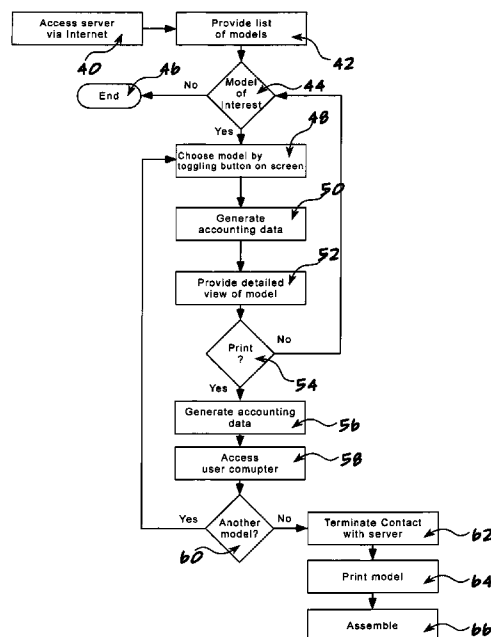 Access server
via Internet
40
Provide list
of models
42
Model
of
Interest
44
No
End
46
Yes
Choose model by
toggling button on screen
48
Generate
accounting data
50
Provide detailed
view of model
52
Print
?
54
No
Yes
Generate accounting
data
56
Access
user comupter
58
Another
model?
60
Yes
No
Terminate Contact
with server
62
Print model
64
Assemble
66